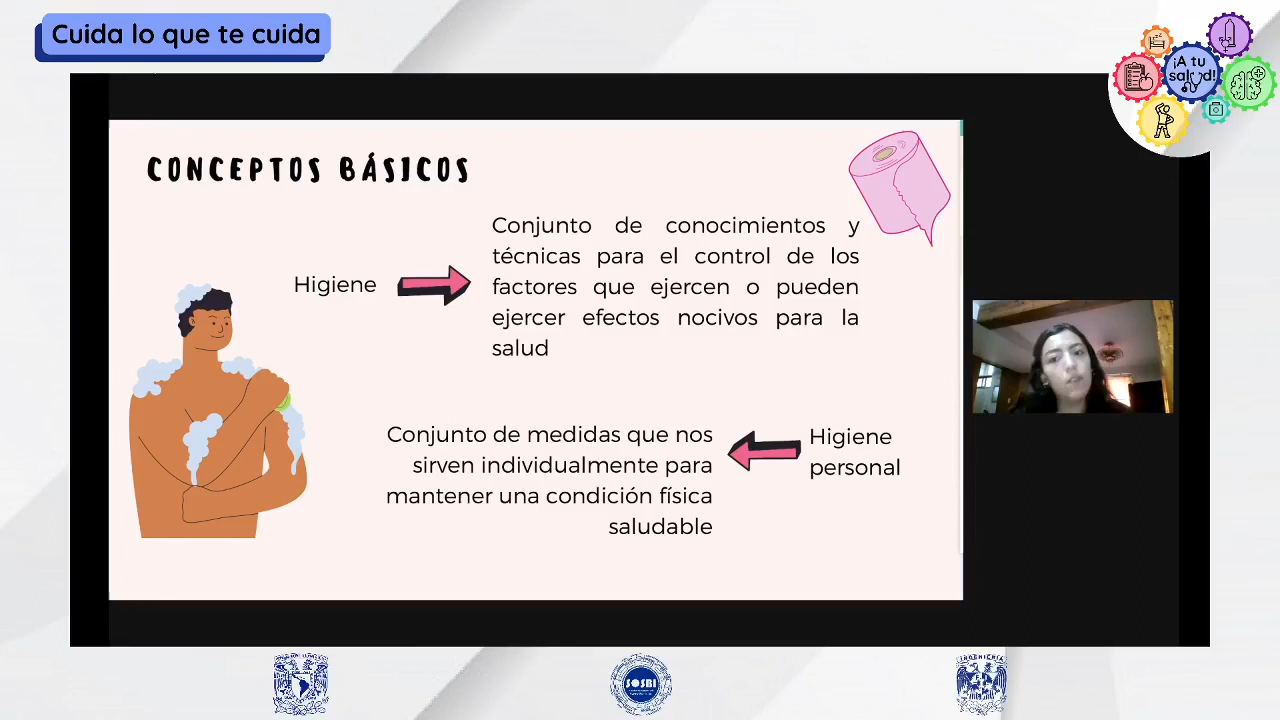 Cuida lo que te cuida
¡A tu
salud!
CONCEPTOS BÁSICOS
Higiene
Conjunto de conocimientos y
técnicas para el control de los
factores que ejercen o pueden
ejercer efectos nocivos para la
salud
Conjunto de medidas que nos
sirven individualmente para
mantener una condición física
saludable
Higiene
personal
SOSBI
INGENIERIA